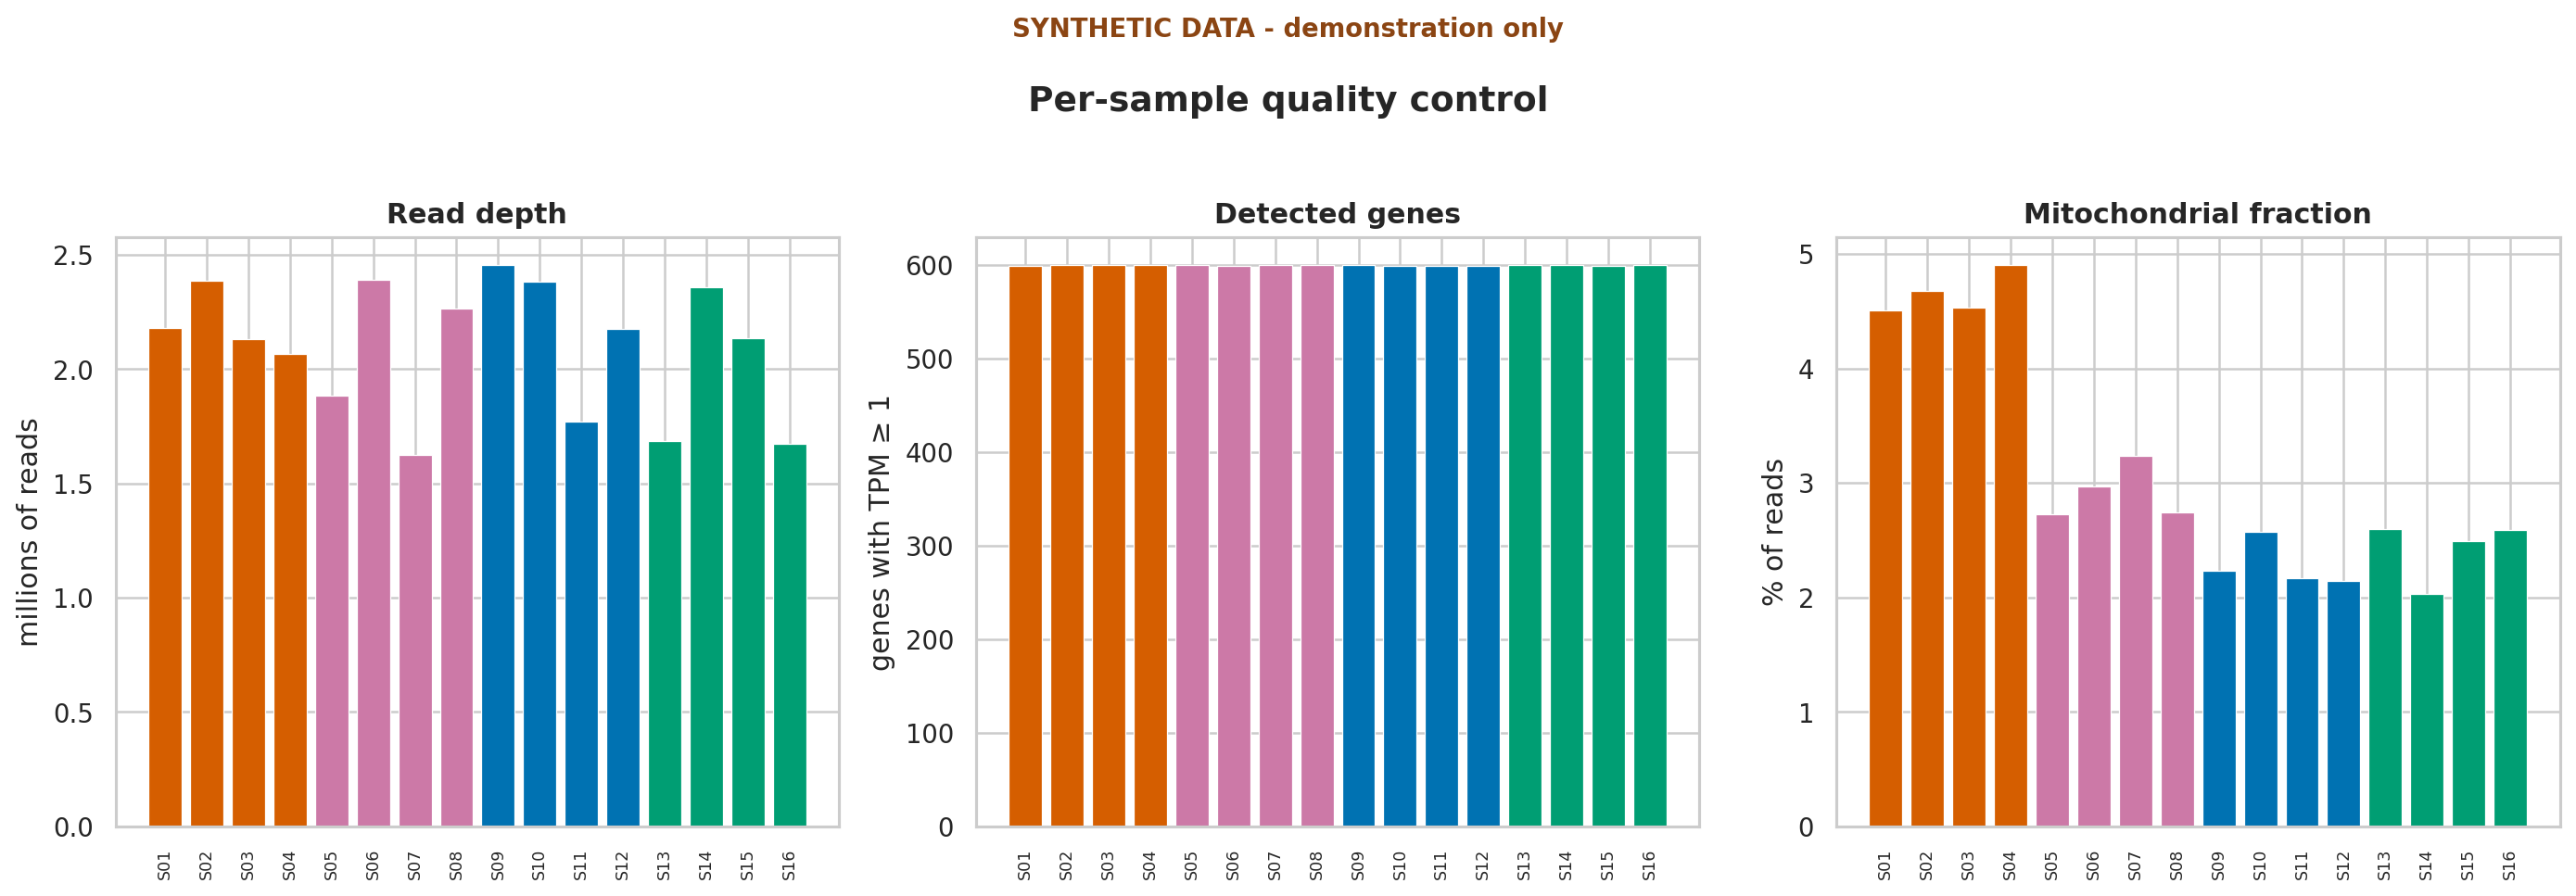 SYNTHETIC DATA - demonstration only
Per-sample quality control
Read depth
millions of reads
2.5
2.0
1.5
1.0
0.5
0.0
S01 S02 S03 S04 S05 S06 S07 S08 S09 S10 S11 S12 S13 S14 S15 S16
Detected genes
genes with TPM ≥ 1
600
500
400
300
200
100
0
S01 S02 S03 S04 S05 S06 S07 S08 S09 S10 S11 S12 S13 S14 S15 S16
Mitochondrial fraction
% of reads
5
4
3
2
1
0
S01 S02 S03 S04 S05 S06 S07 S08 S09 S10 S11 S12 S13 S14 S15 S16